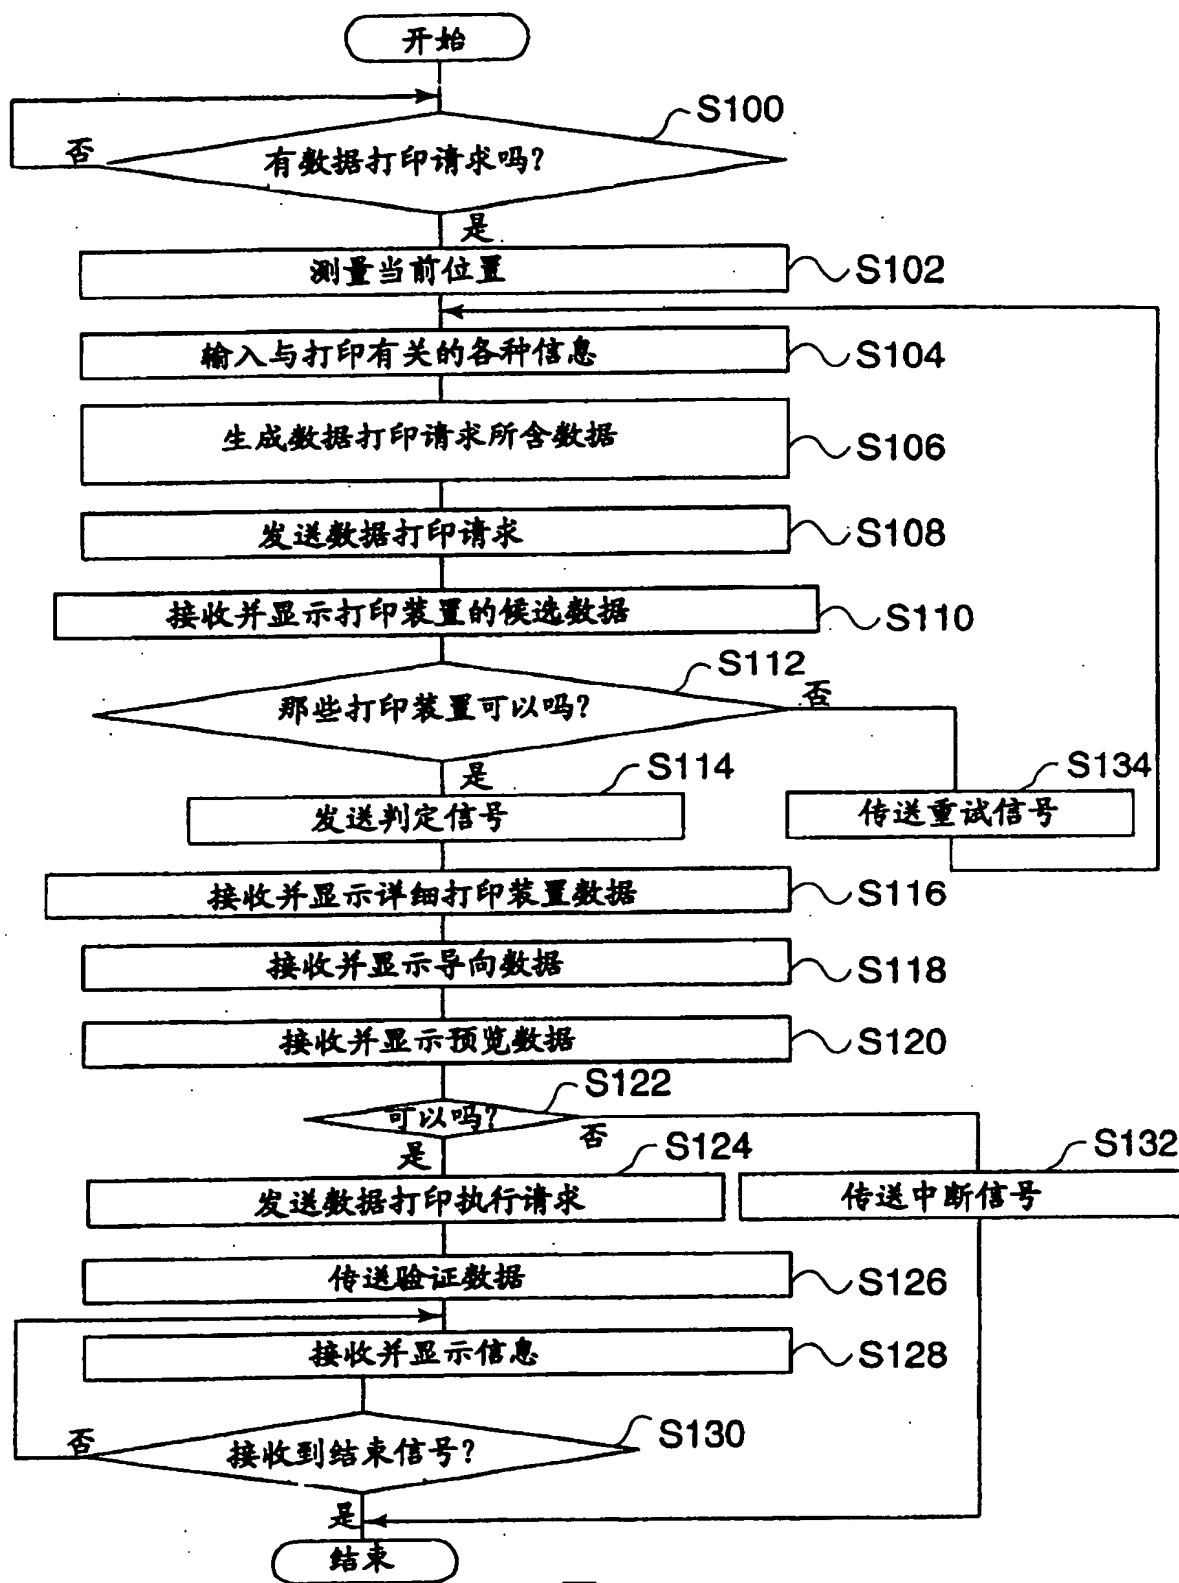 开始
S100
否
有数据打印请求吗?
是
测量当前位置
S102
输入与打印有关的各种信息
S104
生成数据打印请求所含数据
S106
发送数据打印请求
S108
接收并显示打印装置的候选数据
S110
S112
那些打印装置可以吗?
否
是
S114
S134
发送判定信号
传送重试信号
接收并显示详细打印装置数据
S116
接收并显示导向数据
S118
接收并显示预览数据
S120
S122
可以吗?
否
是
S124
S132
发送数据打印执行请求
传送中断信号
传送验证数据
S126
接收并显示信息
S128
否
接收到结束信号?
S130
是
结束